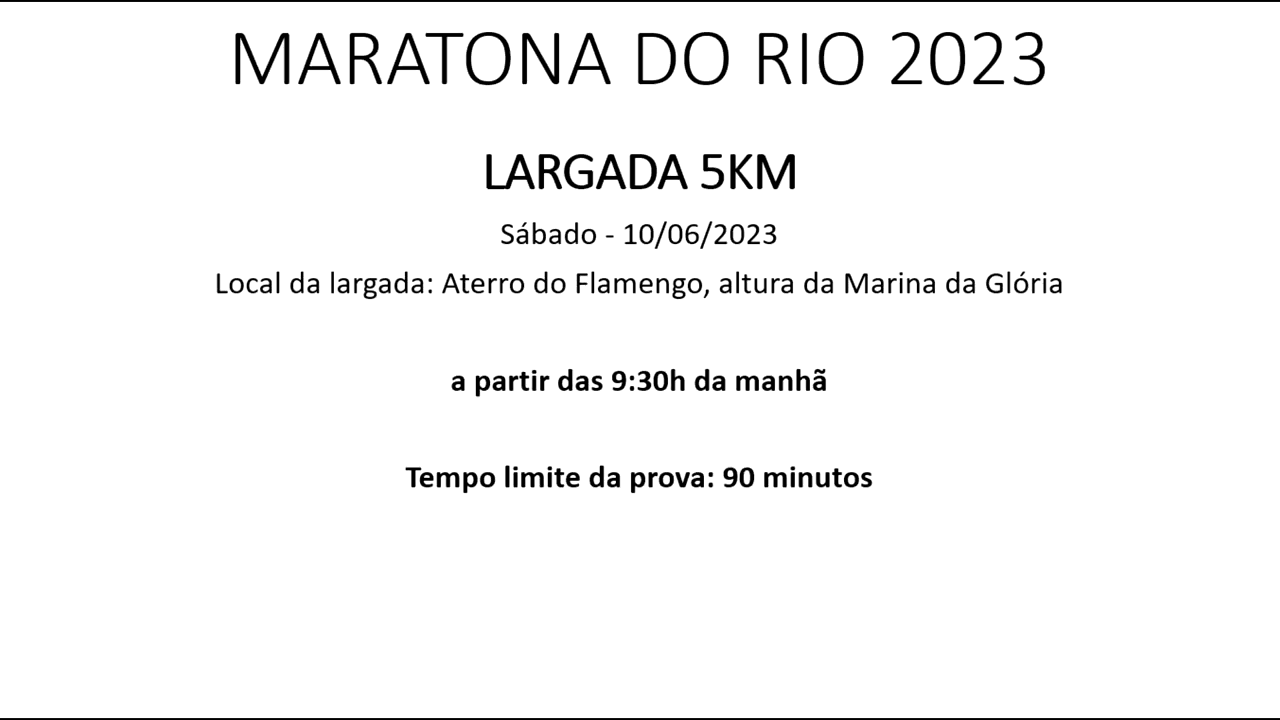 MARATONA DO RIO 2023
LARGADA 5KM
Sábado - 10/06/2023
Local da largada: Aterro do Flamengo, altura da Marina da Glória
a partir das 9:30h da manhã
Tempo limite da prova: 90 minutos